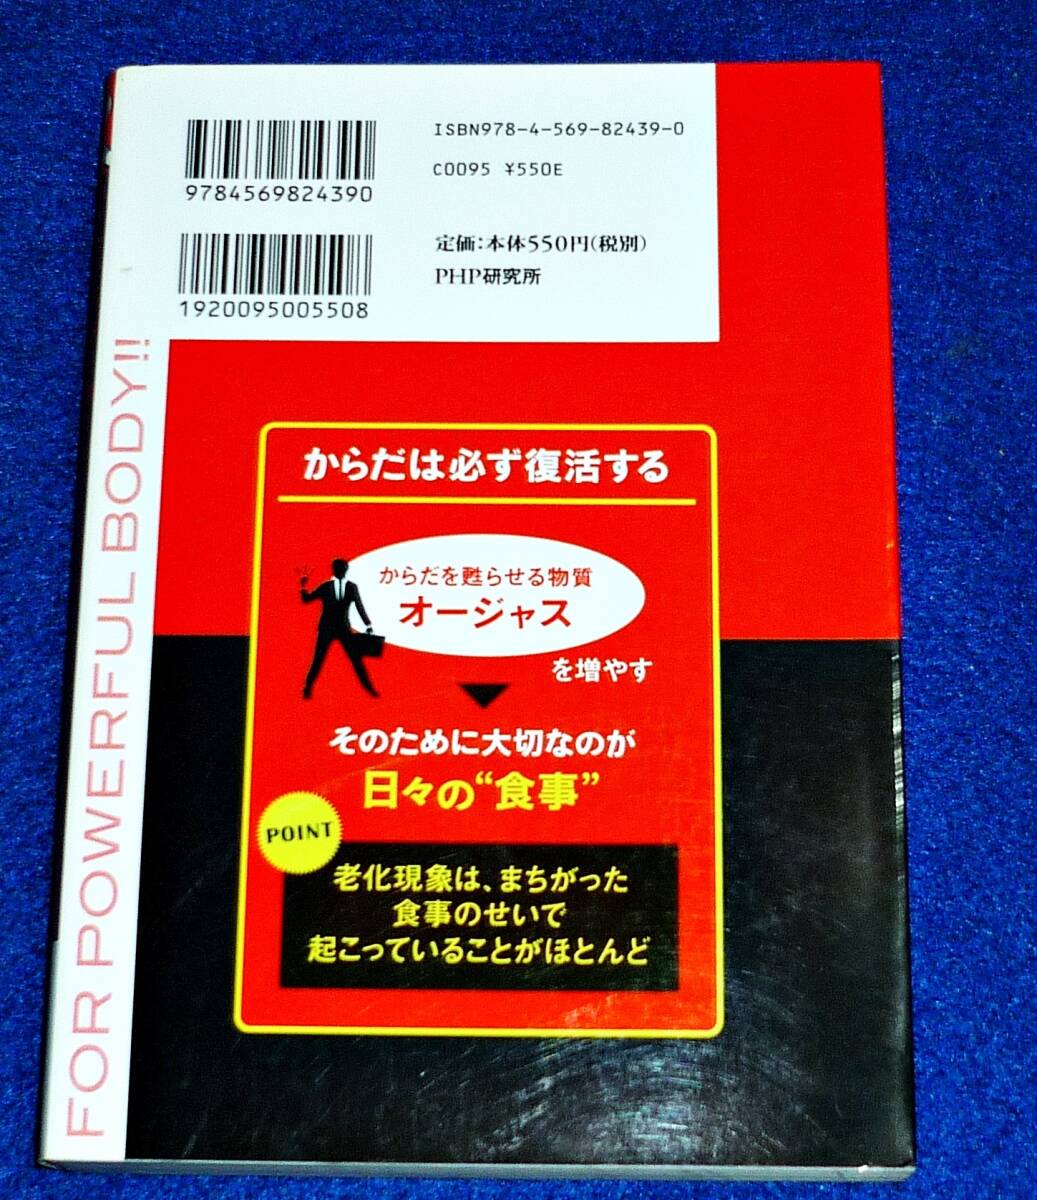 ISBN978-4-569-82439-0
C0095 ¥550E
9784569824390
定価：本体550円（税別）
PHP研究所
1920095005508
FOR POWERFUL BODY!!
からだは必ず復活する
からだを甦らせる物質
オージャス
を増やす
そのために大切なのが
日々の“食事”
POINT
老化現象は、まちがった
食事のせいで
起こっていることがほとんど